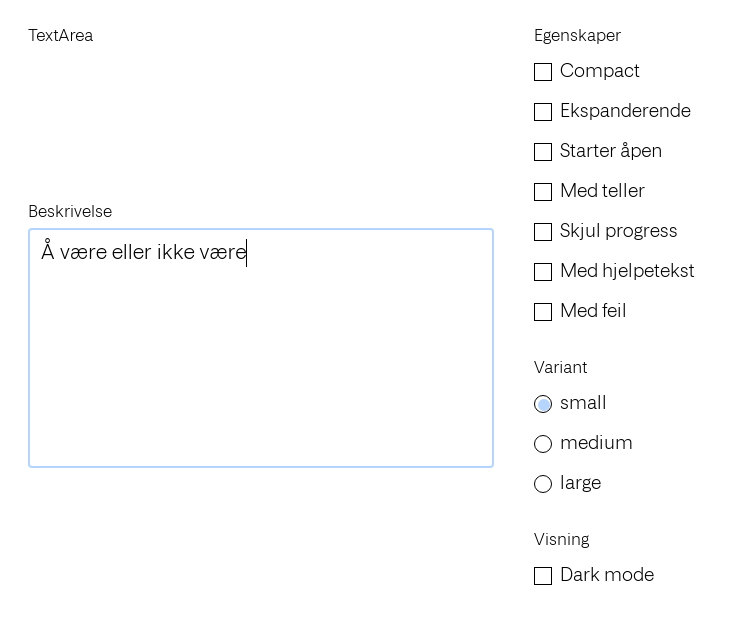 TextArea
Beskrivelse
Å være eller ikke være
Egenskaper
Compact
Ekspanderende
Starter åpen
Med teller
Skjul progress
Med hjelpetekst
Med feil
Variant
small
medium
large
Visning
Dark mode